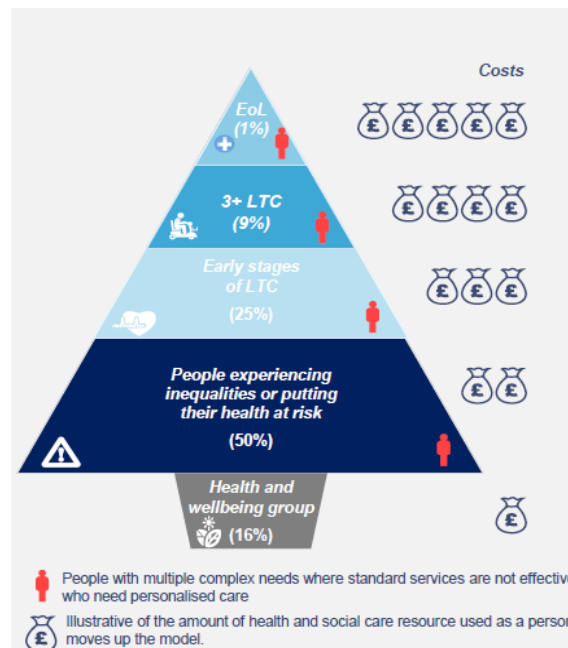 Costs
EoL
(1%)
£ £ £ £ £
3+ LTC
(9%)
£ £ £ £
Early stages
of LTC
(25%)
£ £ £
People experiencing
inequalities or putting
their health at risk
(50%)
£ £
Health and
wellbeing group
(16%)
£
People with multiple complex needs where standard services are not effective
who need personalised care
£
Illustrative of the amount of health and social care resource used as a person
moves up the model.